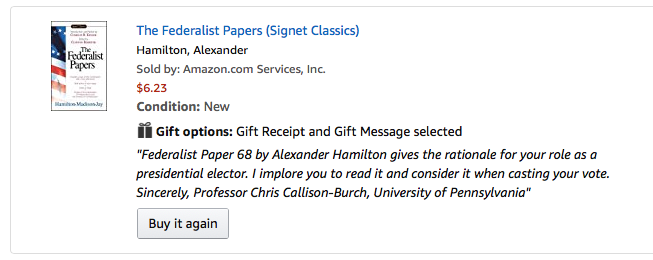 The Federalist Papers (Signet Classics)
Hamilton, Alexander
Sold by: Amazon.com Services, Inc.
$6.23
Condition: New
Gift options: Gift Receipt and Gift Message selected
"Federalist Paper 68 by Alexander Hamilton gives the rationale for your role as a
presidential elector. I implore you to read it and consider it when casting your vote.
Sincerely, Professor Chris Callison-Burch, University of Pennsylvania"
Buy it again
The
Federalist
Papers
Hamilton·Madison·Jay